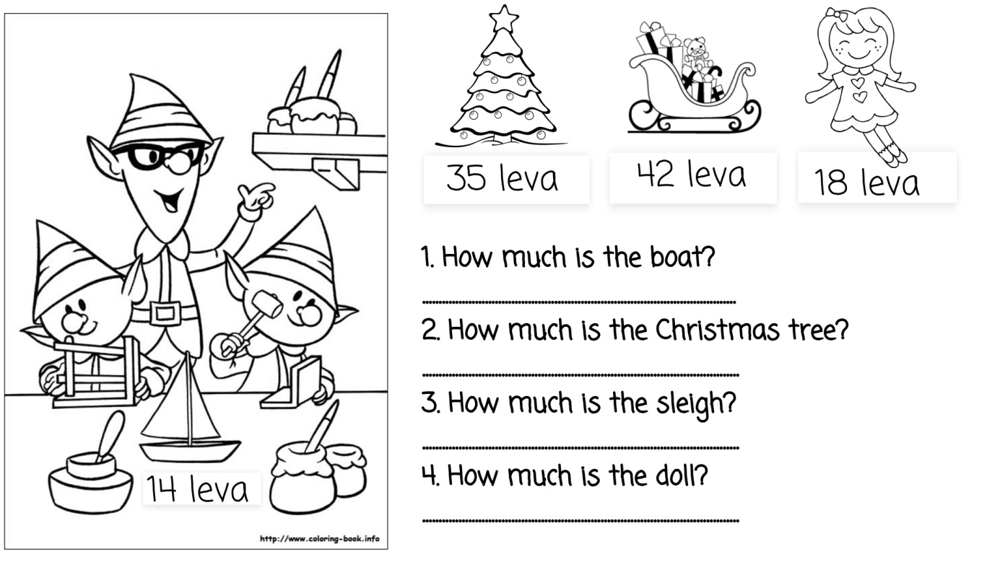 14 leva
http://www.coloring-book.info
35 leva
42 leva
18 leva
1. How much is the boat?
2. How much is the Christmas tree?
3. How much is the sleigh?
4. How much is the doll?